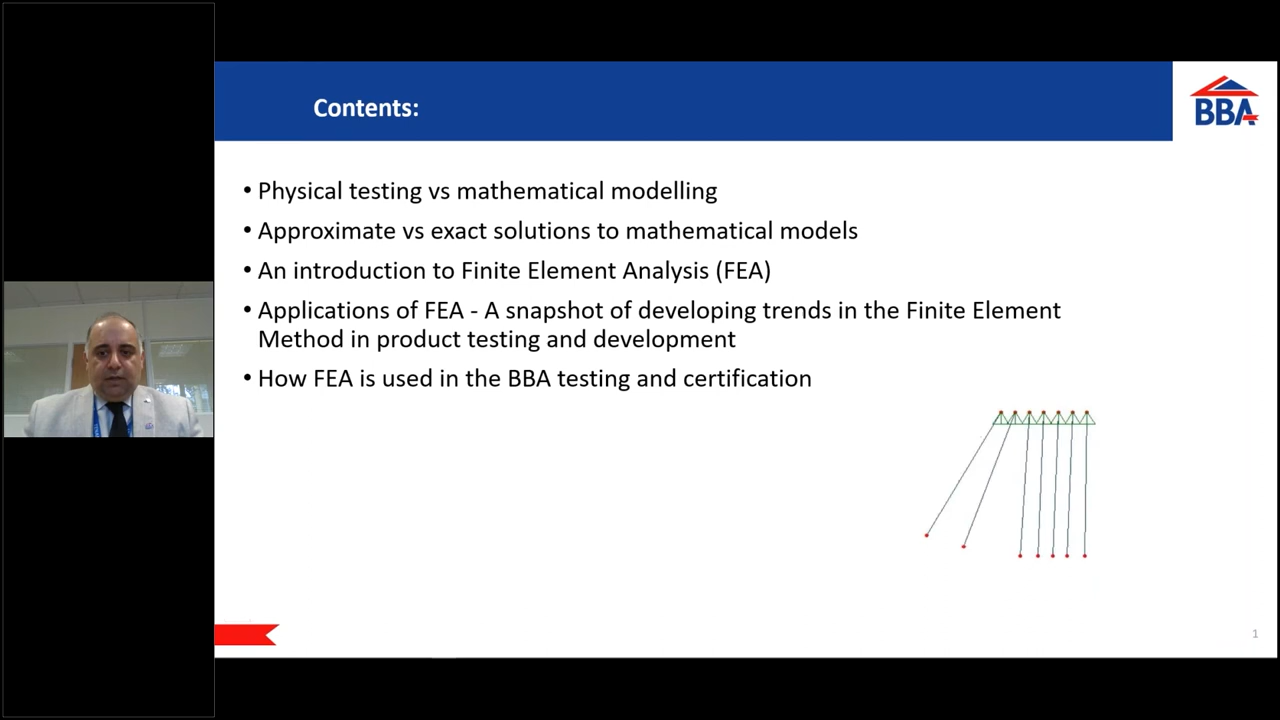 Contents:
BBA
• Physical testing vs mathematical modelling
• Approximate vs exact solutions to mathematical models
• An introduction to Finite Element Analysis (FEA)
• Applications of FEA - A snapshot of developing trends in the Finite Element
Method in product testing and development
• How FEA is used in the BBA testing and certification
1